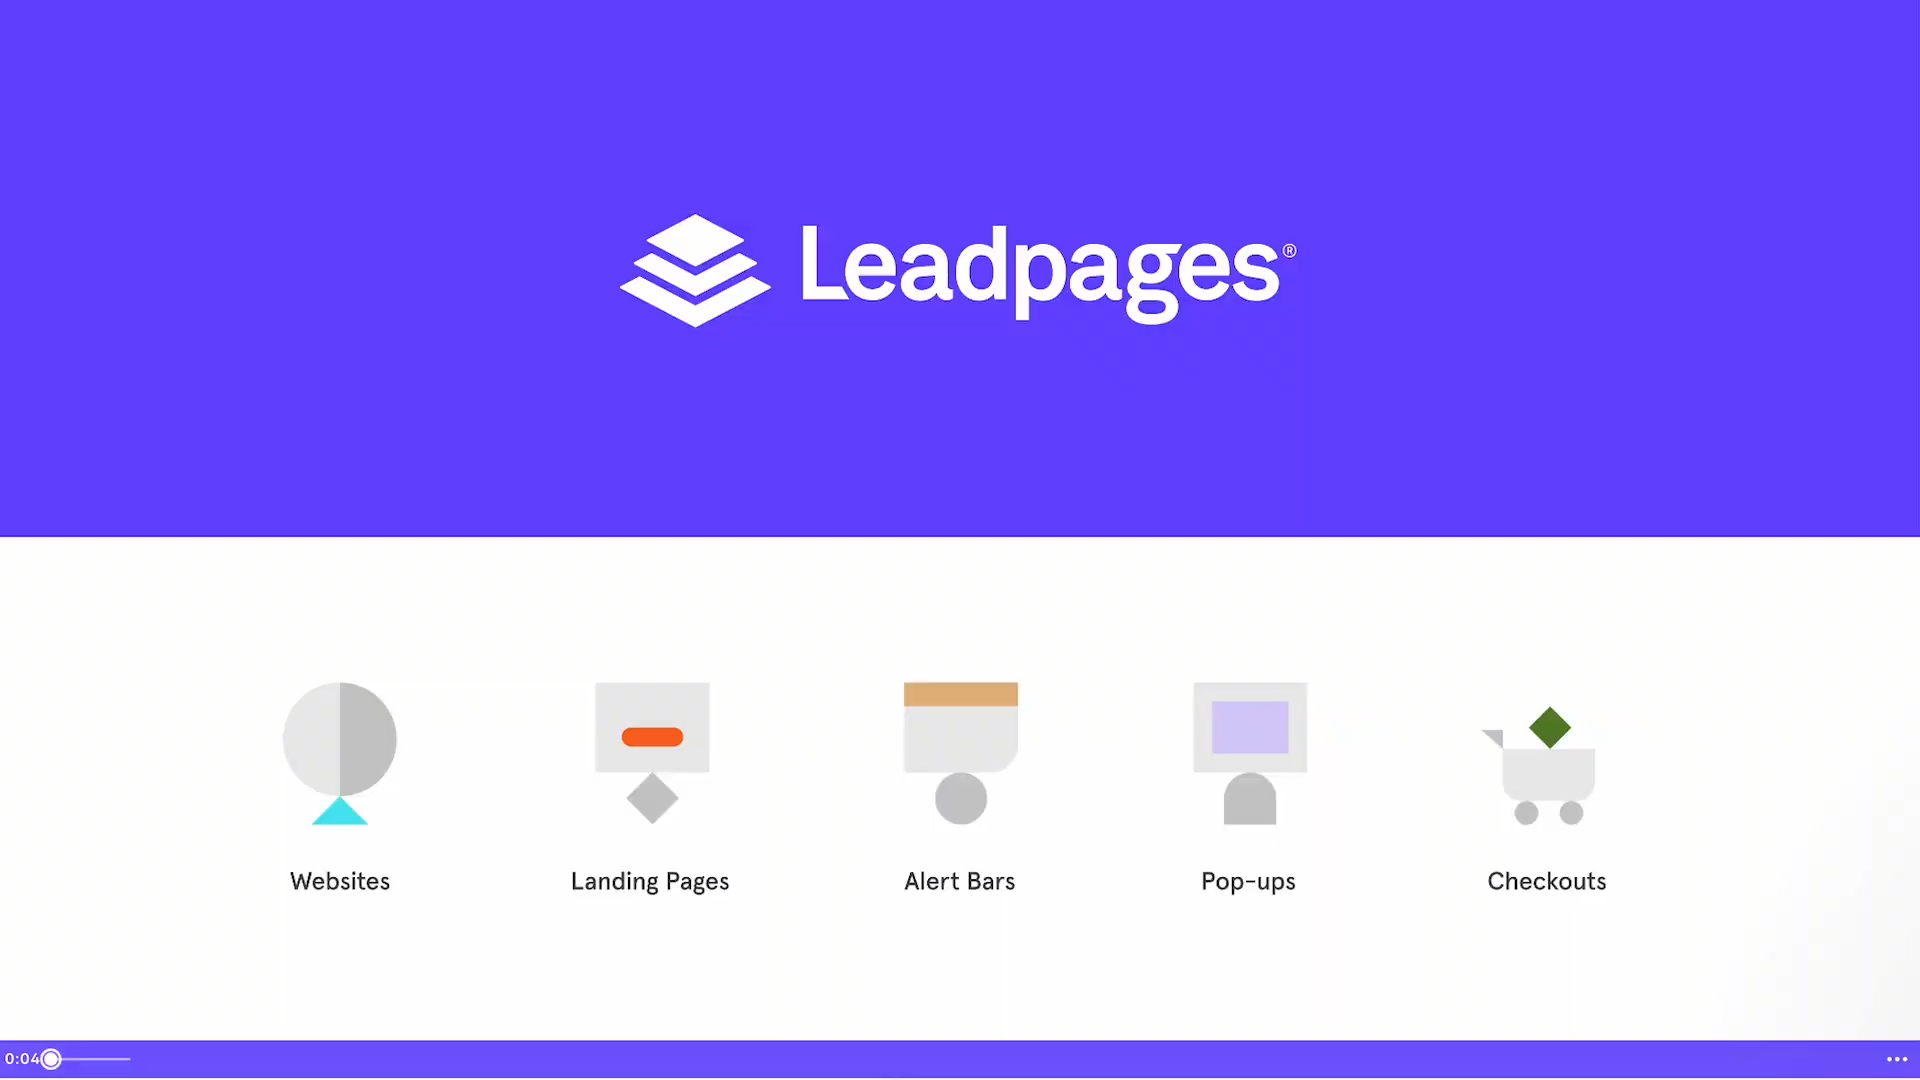 Leadpages®
Websites
Landing Pages
Alert Bars
Pop-ups
Checkouts
0:04